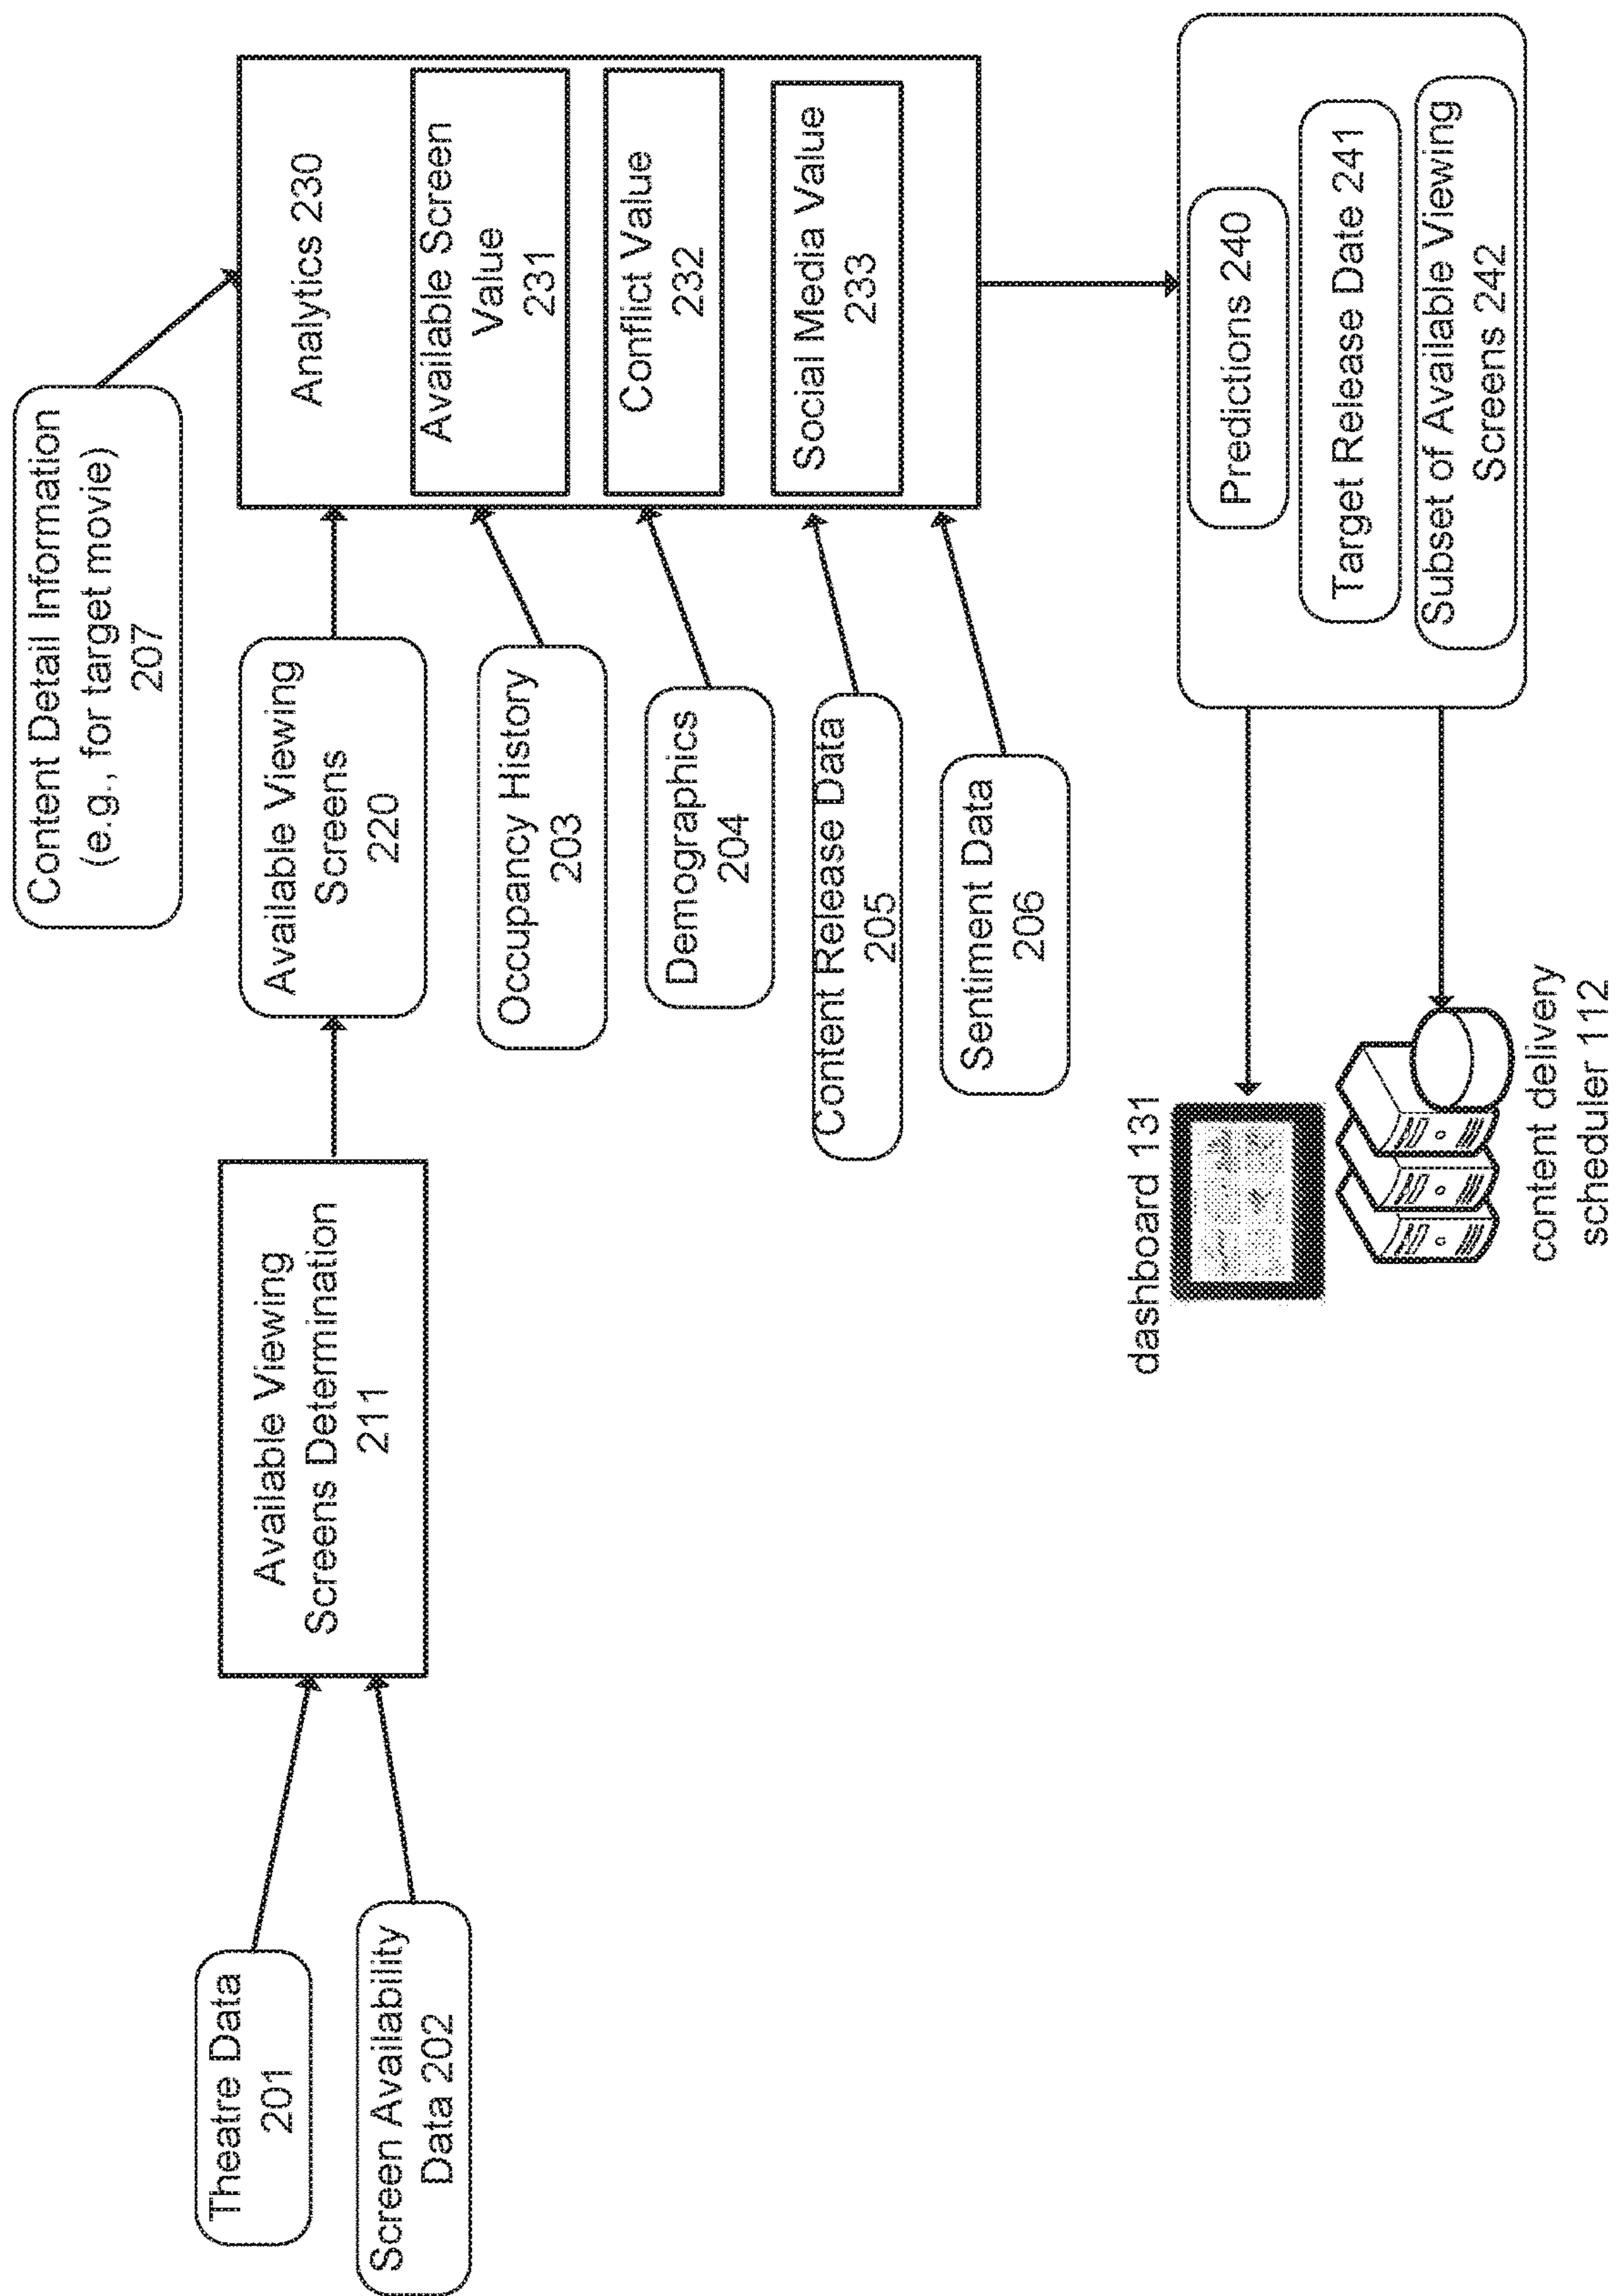 Theatre Data
201
Screen Availability
Data 202
Available Viewing
Screens Determination
211
Content Detail Information
(e.g., for target movie)
207
Available Viewing
Screens
220
Occupancy History
203
Demographics
204
Content Release Data
205
Sentiment Data
206
Analytics 230
Available Screen
Value
231
Conflict Value
232
Social Media Value
233
Predictions 240
Target Release Date 241
Subset of Available Viewing
Screens 242
dashboard 131
content delivery
scheduler 112